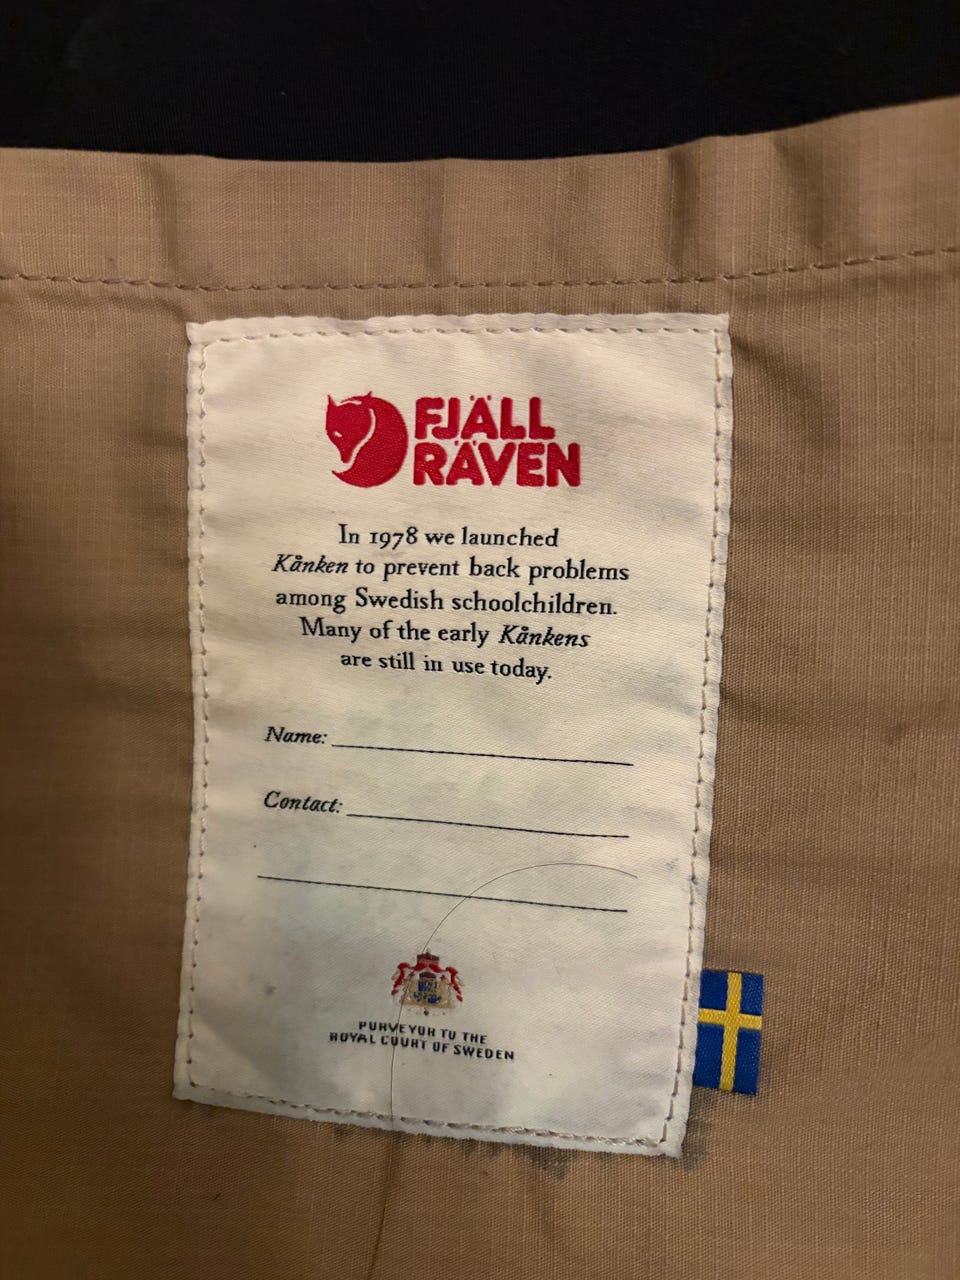 FJÄLL
RÄVEN
In 1978 we launched
Kånken to prevent back problems
among Swedish schoolchildren.
Many of the early Kånkens
are still in use today.
Name:
Contact:
PURVEYOR TO THE
ROYAL COURT OF SWEDEN